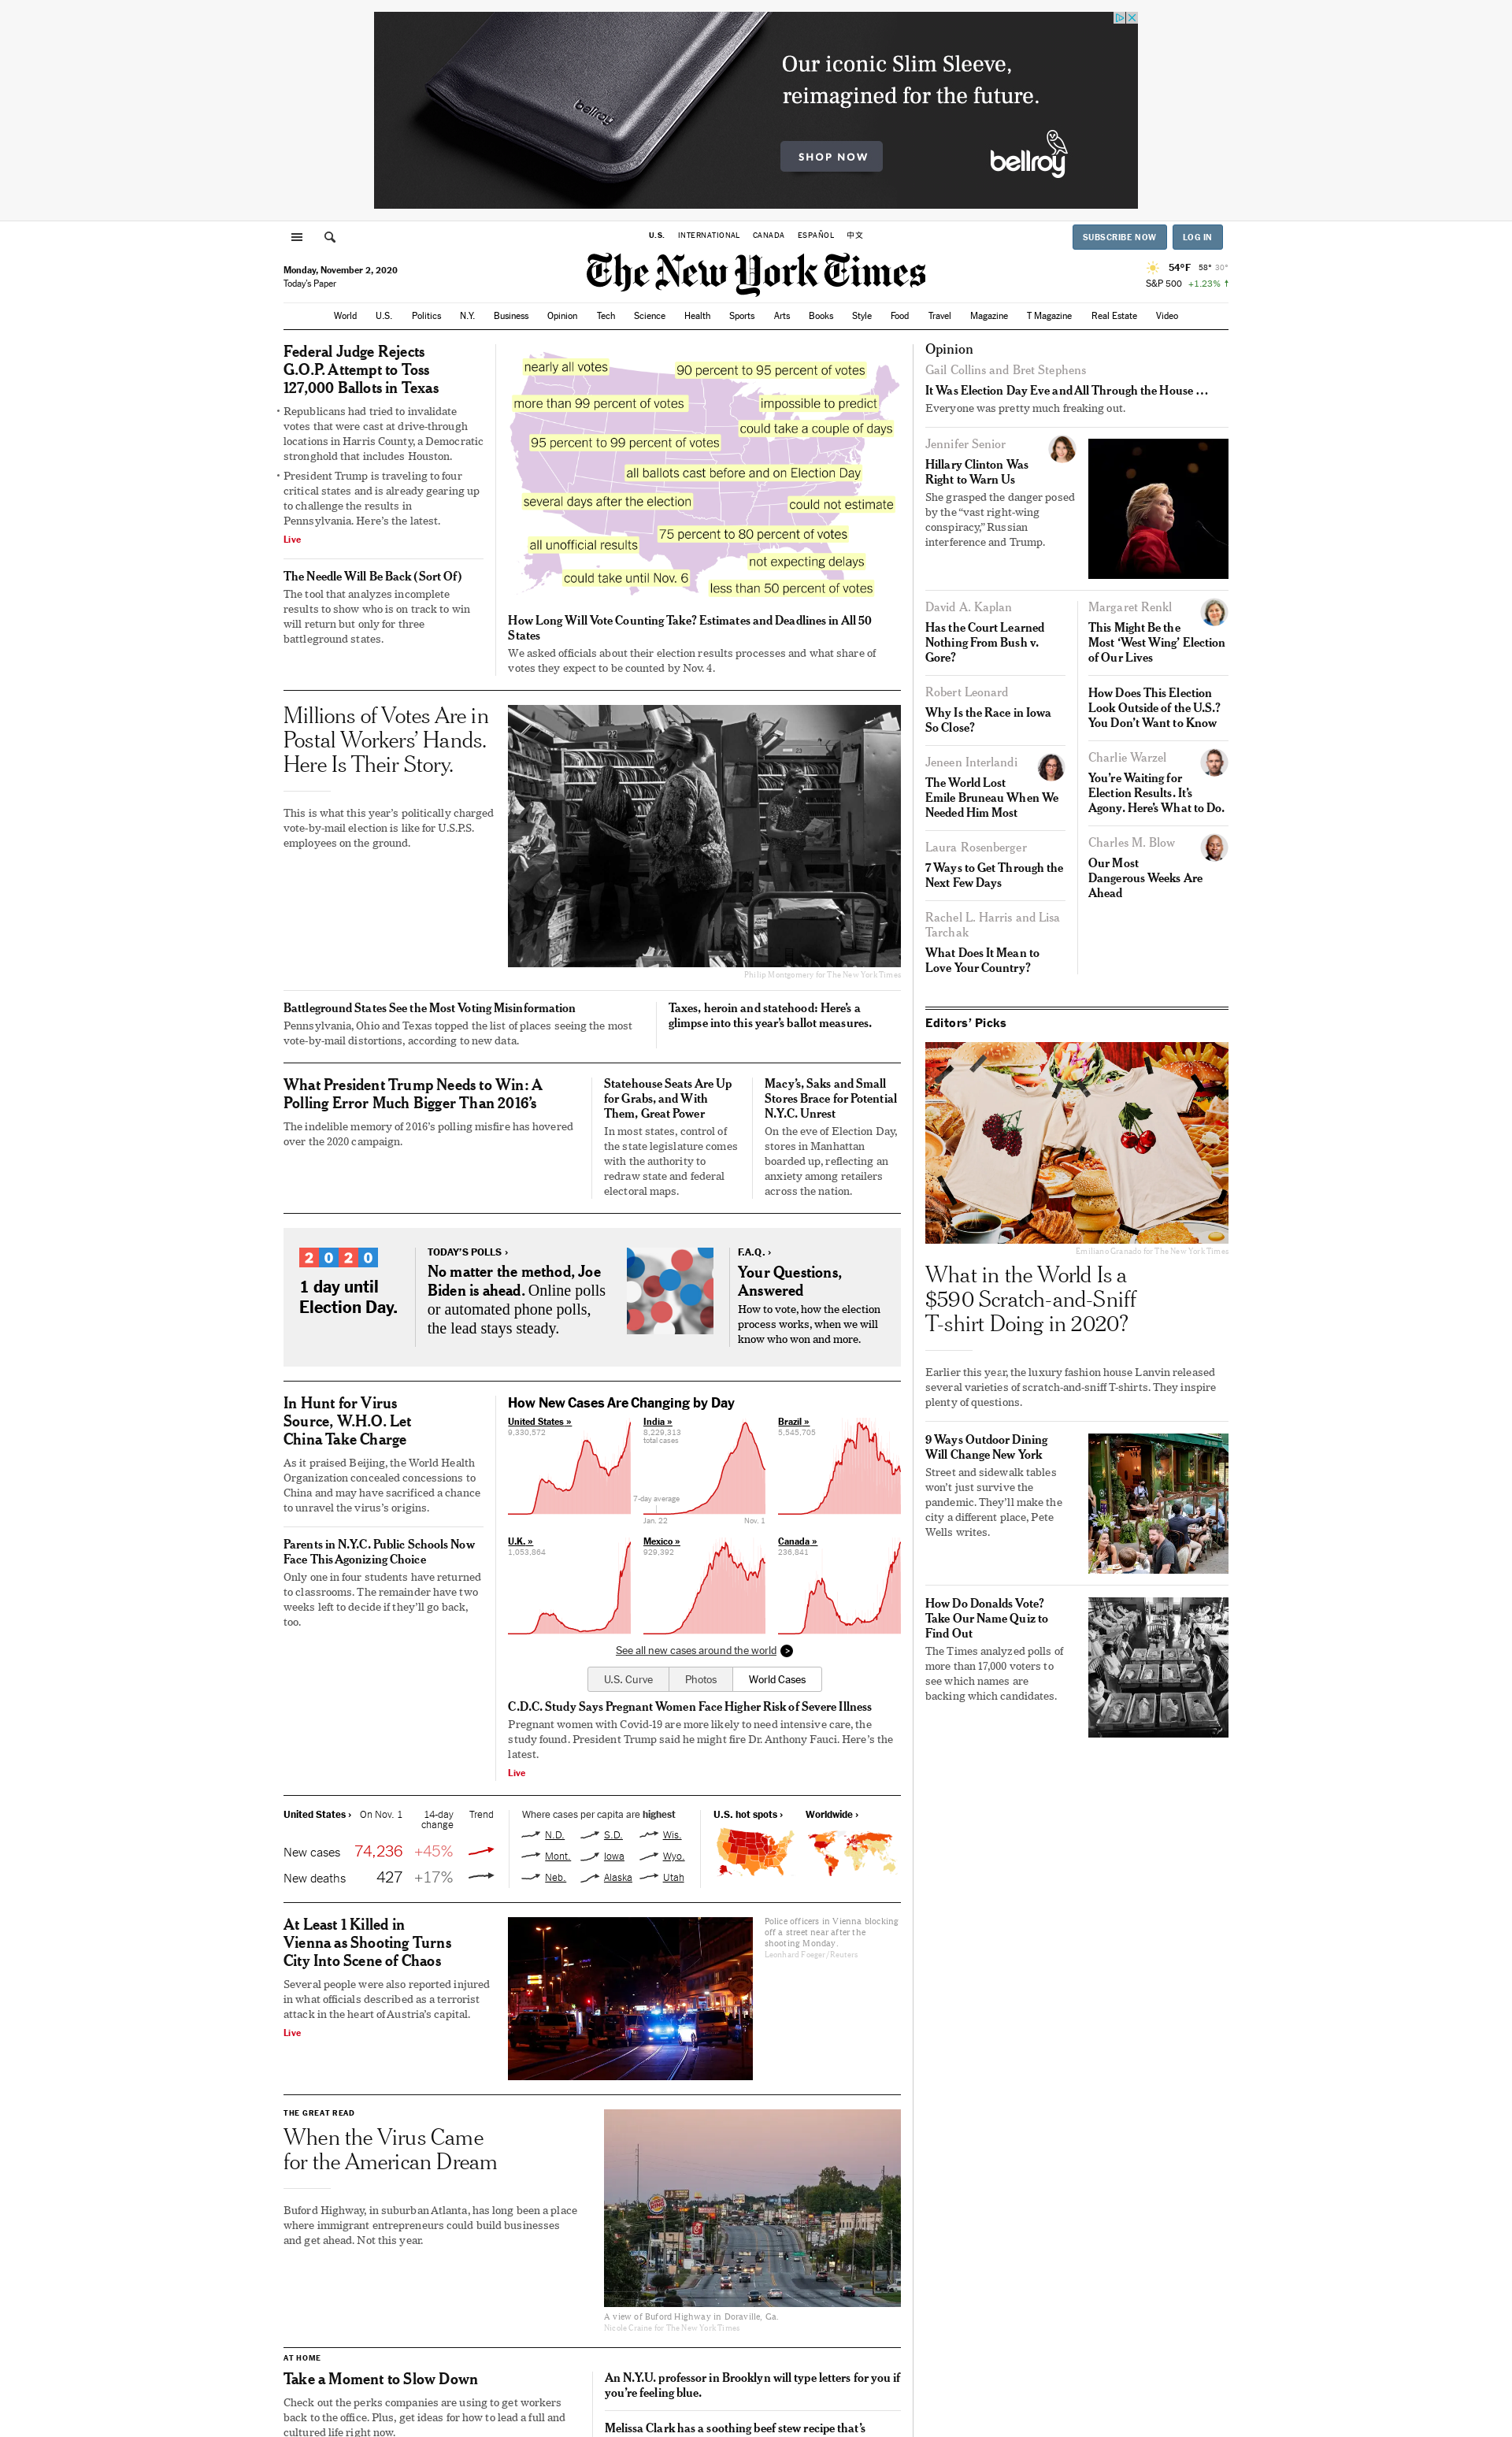 bellroy
Our iconic Slim Sleeve,
reimagined for the future.
SHOP NOW
bellroy
U.S. INTERNATIONAL CANADA ESPAÑOL 中文
SUBSCRIBE NOW LOG IN
Monday, November 2, 2020
Today's Paper
The New York Times
54°F 58° 30°
S&P 500 +1.23% ↑
World U.S. Politics N.Y. Business Opinion Tech Science Health Sports Arts Books Style Food Travel Magazine T Magazine Real Estate Video
Federal Judge Rejects
G.O.P. Attempt to Toss
127,000 Ballots in Texas
• Republicans had tried to invalidate
votes that were cast at drive-through
locations in Harris County, a Democratic
stronghold that includes Houston.
• President Trump is traveling to four
critical states and is already gearing up
to challenge the results in
Pennsylvania. Here's the latest.
Live
The Needle Will Be Back (Sort Of)
The tool that analyzes incomplete
results to show who is on track to win
will return but only for three
battleground states.
nearly all votes
90 percent to 95 percent of votes
more than 99 percent of votes
impossible to predict
could take a couple of days
95 percent to 99 percent of votes
all ballots cast before and on Election Day
several days after the election
could not estimate
75 percent to 80 percent of votes
all unofficial results
not expecting delays
could take until Nov. 6
less than 50 percent of votes
How Long Will Vote Counting Take? Estimates and Deadlines in All 50
States
We asked officials about their election results processes and what share of
votes they expect to be counted by Nov. 4.
Millions of Votes Are in
Postal Workers' Hands.
Here Is Their Story.
This is what this year's politically charged
vote-by-mail election is like for U.S.P.S.
employees on the ground.
Philip Montgomery for The New York Times
Battleground States See the Most Voting Misinformation
Pennsylvania, Ohio and Texas topped the list of places seeing the most
vote-by-mail distortions, according to new data.
Taxes, heroin and statehood: Here's a
glimpse into this year's ballot measures.
What President Trump Needs to Win: A
Polling Error Much Bigger Than 2016's
The indelible memory of 2016's polling misfire has hovered
over the 2020 campaign.
Statehouse Seats Are Up
for Grabs, and With
Them, Great Power
In most states, control of
the state legislature comes
with the authority to
redraw state and federal
electoral maps.
Macy's, Saks and Small
Stores Brace for Potential
N.Y.C. Unrest
On the eve of Election Day,
stores in Manhattan
boarded up, reflecting an
anxiety among retailers
across the nation.
2020
1 day until
Election Day.
TODAY'S POLLS ›
No matter the method, Joe
Biden is ahead. Online polls
or automated phone polls,
the lead stays steady.
F.A.Q. ›
Your Questions,
Answered
How to vote, how the election
process works, when we will
know who won and more.
In Hunt for Virus
Source, W.H.O. Let
China Take Charge
As it praised Beijing, the World Health
Organization concealed concessions to
China and may have sacrificed a chance
to unravel the virus's origins.
Parents in N.Y.C. Public Schools Now
Face This Agonizing Choice
Only one in four students have returned
to classrooms. The remainder have two
weeks left to decide if they'll go back,
too.
How New Cases Are Changing by Day
United States »
9,330,572
India »
8,229,313
total cases
Brazil »
5,545,705
7-day average
Jan. 22 Nov. 1
U.K. »
1,053,864
Mexico »
929,392
Canada »
236,841
See all new cases around the world >
U.S. Curve Photos World Cases
C.D.C. Study Says Pregnant Women Face Higher Risk of Severe Illness
Pregnant women with Covid-19 are more likely to need intensive care, the
study found. President Trump said he might fire Dr. Anthony Fauci. Here's the
latest.
Live
United States › On Nov. 1 14-day
change Trend
New cases 74,236 +45%
New deaths 427 +17%
Where cases per capita are highest
N.D. S.D. Wis.
Mont. Iowa Wyo.
Neb. Alaska Utah
U.S. hot spots › Worldwide ›
At Least 1 Killed in
Vienna as Shooting Turns
City Into Scene of Chaos
Several people were also reported injured
in what officials described as a terrorist
attack in the heart of Austria's capital.
Live
Police officers in Vienna blocking
off a street near after the
shooting Monday.
Leonhard Foeger/Reuters
THE GREAT READ
When the Virus Came
for the American Dream
Buford Highway, in suburban Atlanta, has long been a place
where immigrant entrepreneurs could build businesses
and get ahead. Not this year.
A view of Buford Highway in Doraville, Ga.
Nicole Craine for The New York Times
AT HOME
Take a Moment to Slow Down
Check out the perks companies are using to get workers
back to the office. Plus, get ideas for how to lead a full and
cultured life right now.
An N.Y.U. professor in Brooklyn will type letters for you if
you're feeling blue.
Melissa Clark has a soothing beef stew recipe that's
Opinion
Gail Collins and Bret Stephens
It Was Election Day Eve and All Through the House …
Everyone was pretty much freaking out.
Jennifer Senior
Hillary Clinton Was
Right to Warn Us
She grasped the danger posed
by the “vast right-wing
conspiracy,” Russian
interference and Trump.
David A. Kaplan
Has the Court Learned
Nothing From Bush v.
Gore?
Robert Leonard
Why Is the Race in Iowa
So Close?
Jeneen Interlandi
The World Lost
Emile Bruneau When We
Needed Him Most
Laura Rosenberger
7 Ways to Get Through the
Next Few Days
Rachel L. Harris and Lisa
Tarchak
What Does It Mean to
Love Your Country?
Margaret Renkl
This Might Be the
Most ‘West Wing’ Election
of Our Lives
How Does This Election
Look Outside of the U.S.?
You Don't Want to Know
Charlie Warzel
You're Waiting for
Election Results. It's
Agony. Here's What to Do.
Charles M. Blow
Our Most
Dangerous Weeks Are
Ahead
Editors' Picks
Emiliano Granado for The New York Times
What in the World Is a
$590 Scratch-and-Sniff
T-shirt Doing in 2020?
Earlier this year, the luxury fashion house Lanvin released
several varieties of scratch-and-sniff T-shirts. They inspire
plenty of questions.
9 Ways Outdoor Dining
Will Change New York
Street and sidewalk tables
won't just survive the
pandemic. They'll make the
city a different place, Pete
Wells writes.
How Do Donalds Vote?
Take Our Name Quiz to
Find Out
The Times analyzed polls of
more than 17,000 voters to
see which names are
backing which candidates.